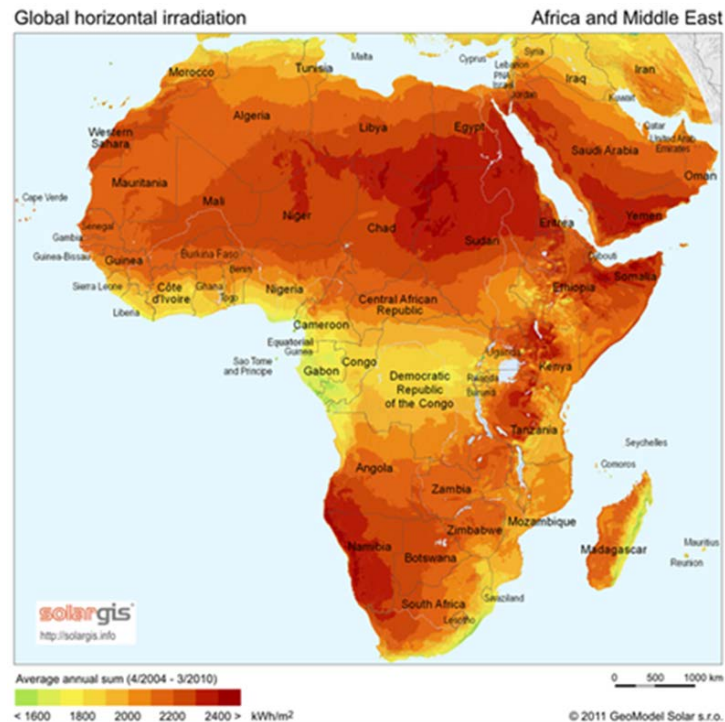 Global horizontal irradiation
Africa and Middle East
Malta
Cyprus
Syria
Lebanon
PNA
Israel
Jordan
Iraq
Iran
Kuwait
Morocco
Tunisia
Algeria
Libya
Egypt
Qatar
United Arab
Emirates
Saudi Arabia
Oman
Western
Sahara
Mauritania
Mali
Niger
Chad
Sudan
Eritrea
Yemen
Cape Verde
Senegal
Gambia
Guinea-Bissau
Guinea
Burkina Faso
Benin
Djibouti
Somalia
Sierra Leone
Côte
d'Ivoire
Ghana
Togo
Nigeria
Central African
Republic
Ethiopia
Liberia
Cameroon
Equatorial
Guinea
Sao Tome
and Principe
Gabon
Congo
Democratic
Republic
of the Congo
Uganda
Rwanda
Burundi
Kenya
Tanzania
Seychelles
Comoros
Angola
Zambia
Mozambique
Zimbabwe
Madagascar
Mauritius
Reunion
Namibia
Botswana
Swaziland
South Africa
Lesotho
solargis
http://solargis.info
Average annual sum (4/2004 - 3/2010)
< 1600 1800 2000 2200 2400 > kWh/m²
0 500 1000 km
© 2011 GeoModel Solar s.r.o.